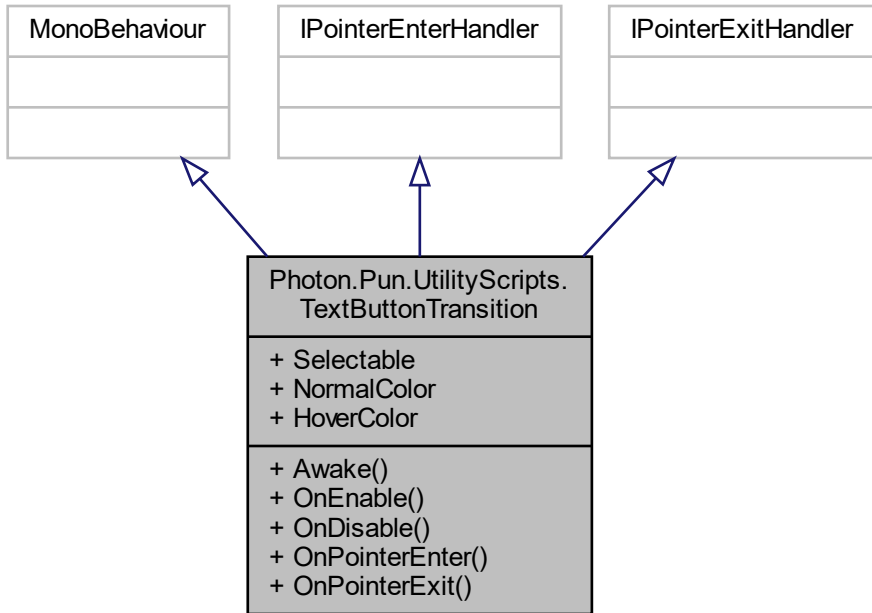 MonoBehaviour
IPointerEnterHandler
IPointerExitHandler
Photon.Pun.UtilityScripts.
TextButtonTransition
+ Selectable
+ NormalColor
+ HoverColor
+ Awake()
+ OnEnable()
+ OnDisable()
+ OnPointerEnter()
+ OnPointerExit()